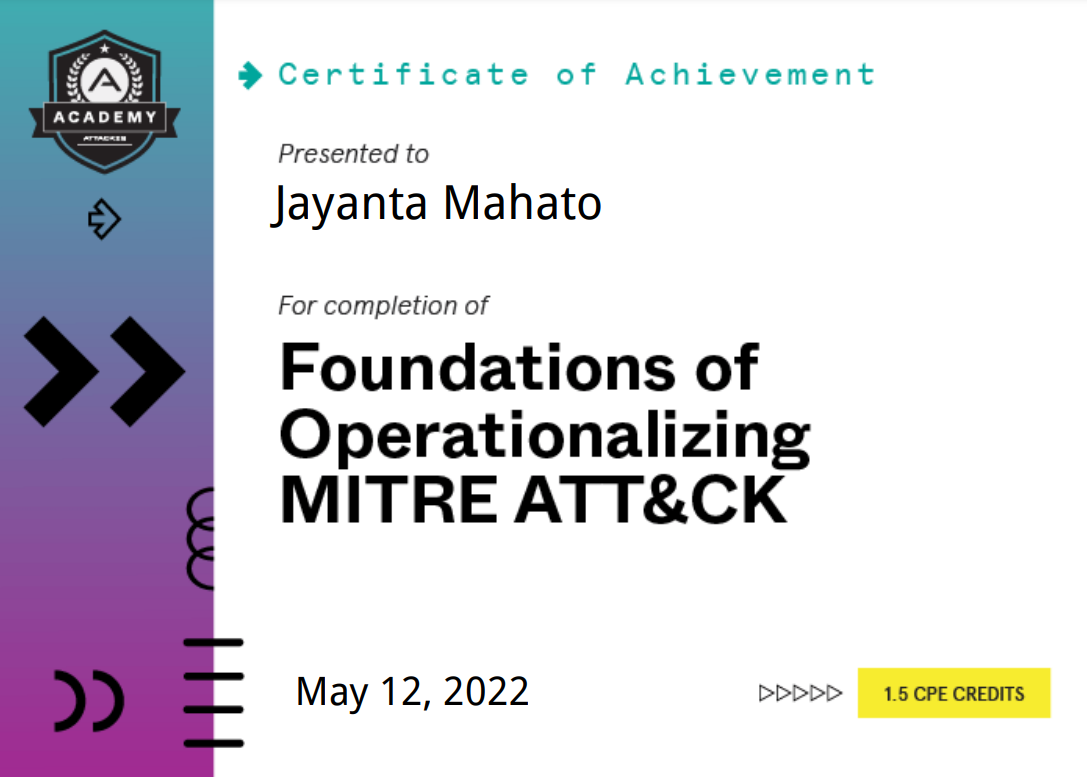 ACADEMY
ATTACKIQ
Certificate of Achievement
Presented to
Jayanta Mahato
For completion of
Foundations of
Operationalizing
MITRE ATT&CK
May 12, 2022
1.5 CPE CREDITS